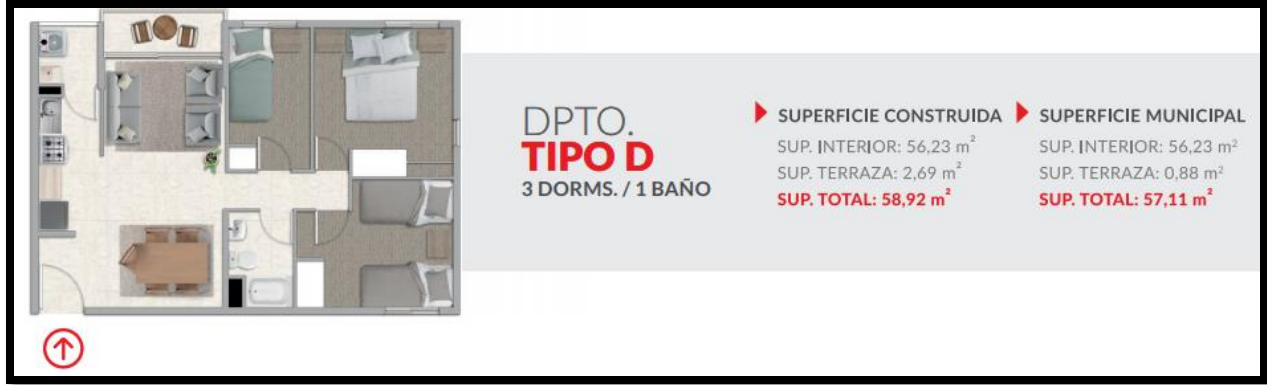 DPTO.
TIPO D
3 DORMS. / 1 BAÑO
SUPERFICIE CONSTRUIDA
SUP. INTERIOR: 56,23 m²
SUP. TERRAZA: 2,69 m²
SUP. TOTAL: 58,92 m²
SUPERFICIE MUNICIPAL
SUP. INTERIOR: 56,23 m²
SUP. TERRAZA: 0,88 m²
SUP. TOTAL: 57,11 m²